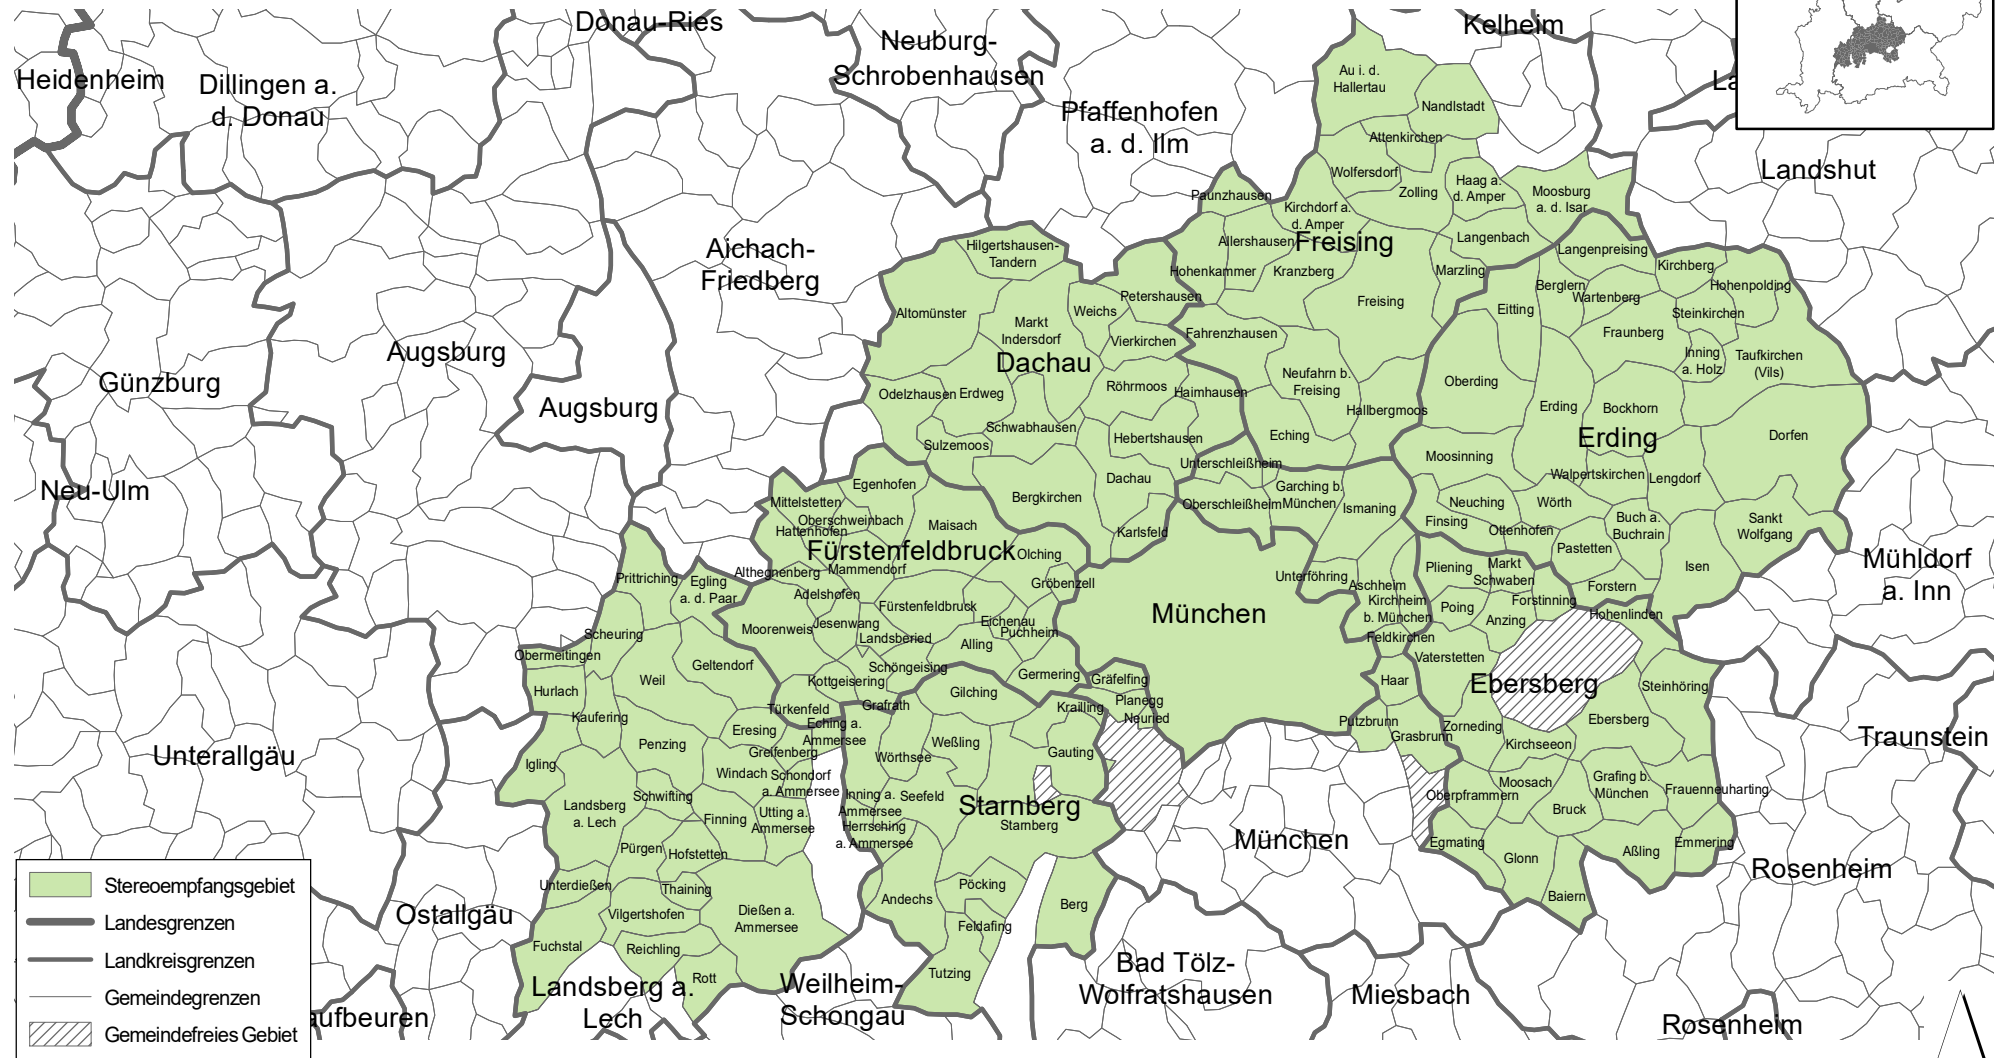 Donau-Ries
Neuburg-
Schrobenhausen
Kelheim
Heidenheim
Dillingen a.
d. Donau
Pfaffenhofen
a. d. Ilm
Landshut
Au i. d.
Hallertau
Nandlstadt
Attenkirchen
Wolfersdorf
Zolling
Haag a.
d. Amper
Moosburg
a. d. Isar
Paunzhausen
Kirchdorf a.
d. Amper
Allershausen
Freising
Langenbach
Langenpreising
Hohenkammer
Kranzberg
Marzling
Kirchberg
Hohenpolding
Berglern
Wartenberg
Steinkirchen
Freising
Eitting
Fraunberg
Inning
a. Holz
Taufkirchen
(Vils)
Aichach-
Friedberg
Hilgertshausen-
Tandern
Petershausen
Altomünster
Weichs
Markt
Indersdorf
Vierkirchen
Fahrenzhausen
Dachau
Röhrmoos
Haimhausen
Neufahrn b.
Freising
Hallbergmoos
Oberding
Erding
Bockhorn
Odelzhausen
Erdweg
Schwabhausen
Hebertshausen
Sulzemoos
Eching
Erding
Dorfen
Moosinning
Unterschleißheim
Walpertskirchen
Lengdorf
Dachau
Bergkirchen
Garching b.
München
Oberschleißheim
Ismaning
Neuching
Wörth
Finsing
Ottenhofen
Buch a.
Buchrain
Sankt
Wolfgang
Karlsfeld
Pastetten
Isen
Forstern
Günzburg
Augsburg
Augsburg
Neu-Ulm
Mühldorf
a. Inn
Egenhofen
Mittelstetten
Oberschweinbach
Hattenhofen
Maisach
Fürstenfeldbruck
Olching
Althegnenberg
Mammendorf
Gröbenzell
Adelshofen
Fürstenfeldbruck
Eichenau
Puchheim
Moorenweis
Jesenwang
Landsberied
Alling
Schöngeising
Germering
Kottgeisering
Grafrath
Türkenfeld
Unterföhring
Aschheim
Kirchheim
b. München
Feldkirchen
München
Pliening
Markt
Schwaben
Poing
Anzing
Forstinning
Hohenlinden
Vaterstetten
Haar
Ebersberg
Steinhöring
Ebersberg
Putzbrunn
Grasbrunn
Zorneding
Kirchseeon
Moosach
Grafing b.
München
Frauenneuharting
Oberpframmern
Bruck
Egmating
Glonn
Aßling
Emmering
Baiern
Prittriching
Egling
a. d. Paar
Scheuring
Obermeitingen
Geltendorf
Weil
Hurlach
Kaufering
Penzing
Eresing
Eching a.
Ammersee
Greifenberg
Igling
Windach
Schondorf
a. Ammersee
Schwifting
Landsberg
a. Lech
Finning
Utting a.
Ammersee
Pürgen
Hofstetten
Unterdießen
Thaining
Vilgertshofen
Dießen a.
Ammersee
Fuchstal
Reichling
Rott
Landsberg a.
Lech
Gräfelfing
Planegg
Neuried
Gilching
Krailling
Weßling
Wörthsee
Gauting
Inning a.
Ammersee
Seefeld
Starnberg
Starnberg
Herrsching
a. Ammersee
Andechs
Pöcking
Feldafing
Berg
Tutzing
München
Unterallgäu
Ostallgäu
Traunstein
Rosenheim
Rosenheim
Weilheim-
Schongau
Bad Tölz-
Wolfratshausen
Miesbach
Stereoempfangsgebiet
Landesgrenzen
Landkreisgrenzen
Gemeindegrenzen
Gemeindefreies Gebiet